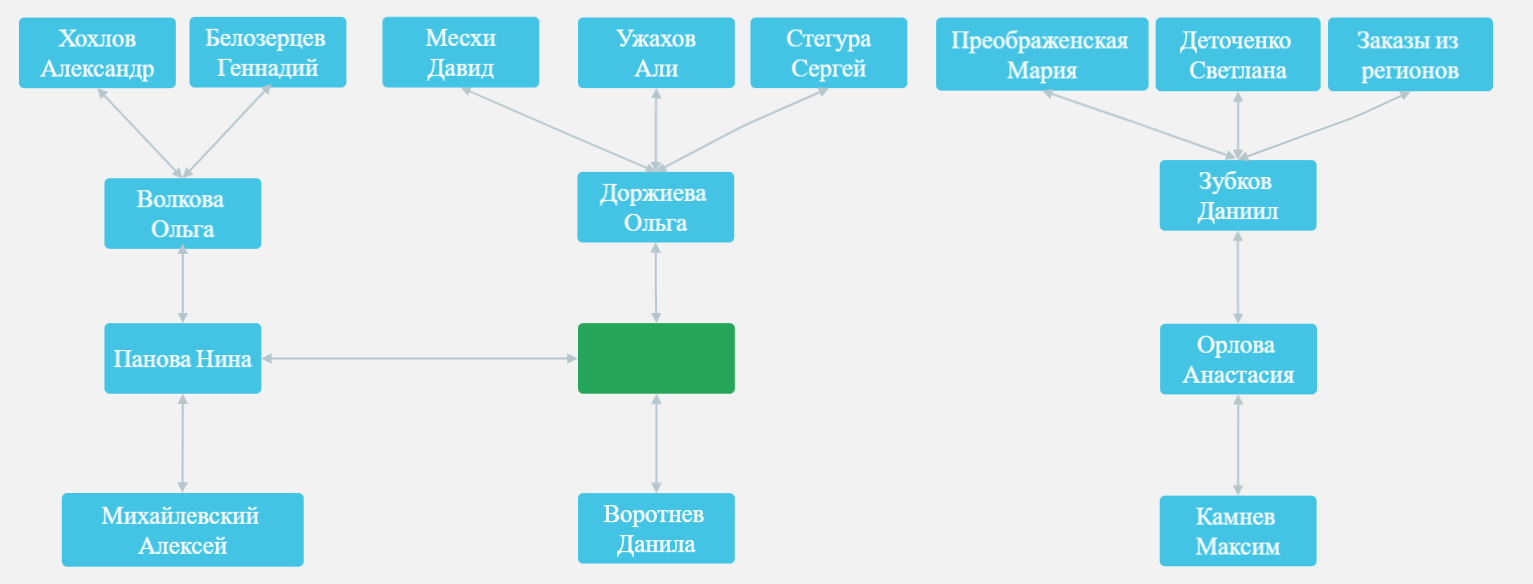 Хохлов
Александр
Белозерцев
Геннадий
Месхи
Давид
Ужахов
Али
Стегура
Сергей
Преображенская
Мария
Деточенко
Светлана
Заказы из
регионов
Волкова
Ольга
Доржиева
Ольга
Зубков
Даниил
Панова Нина
Орлова
Анастасия
Михайлевский
Алексей
Воротнев
Данила
Камнев
Максим